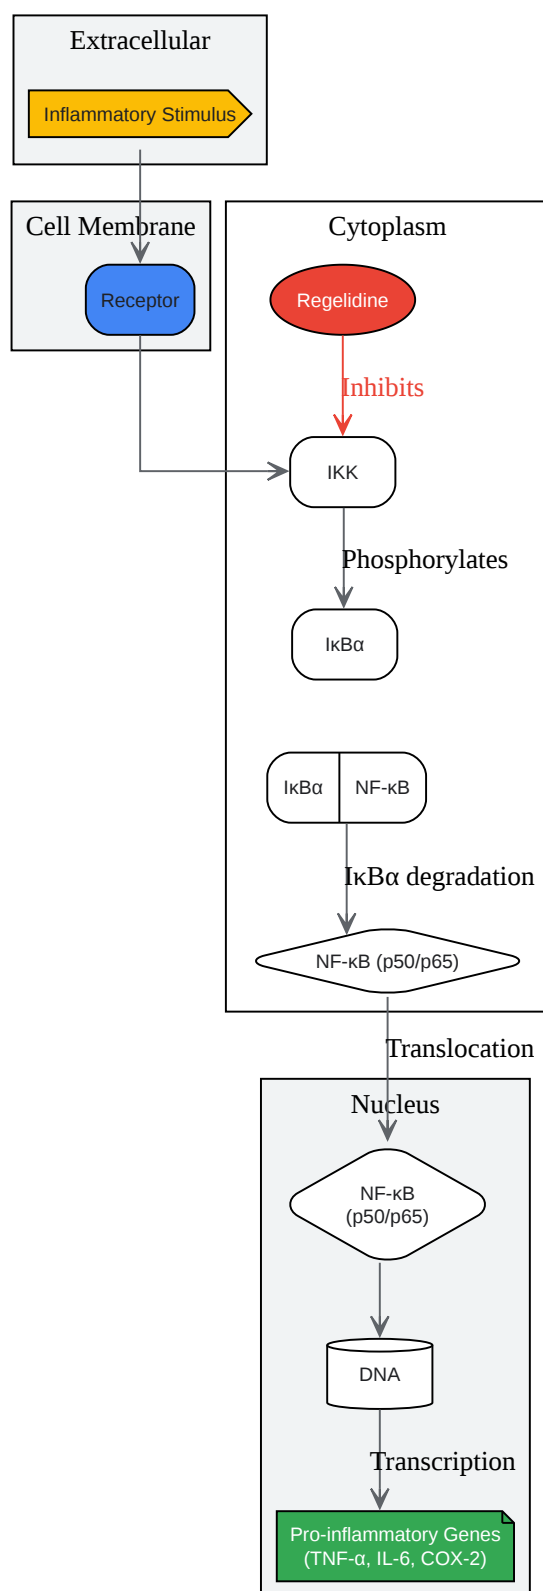 Extracellular
Inflammatory Stimulus
Cell Membrane
Receptor
Cytoplasm
Regelidine
Inhibits
IKK
Phosphorylates
IκBα
IκBα
NF-κB
IκBα degradation
NF-κB (p50/p65)
Translocation
Nucleus
NF-κB
(p50/p65)
DNA
Transcription
Pro-inflammatory Genes
(TNF-α, IL-6, COX-2)